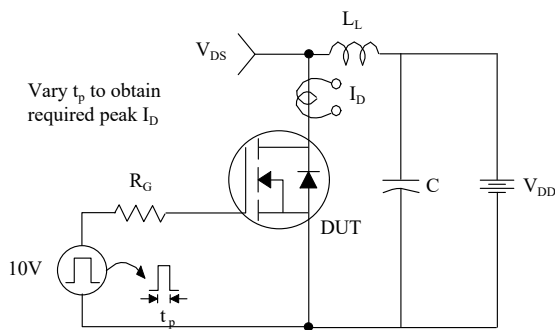 L_L
V_DS
I_D
Vary t_p to obtain
required peak I_D
R_G
C
V_DD
DUT
10V
t_p